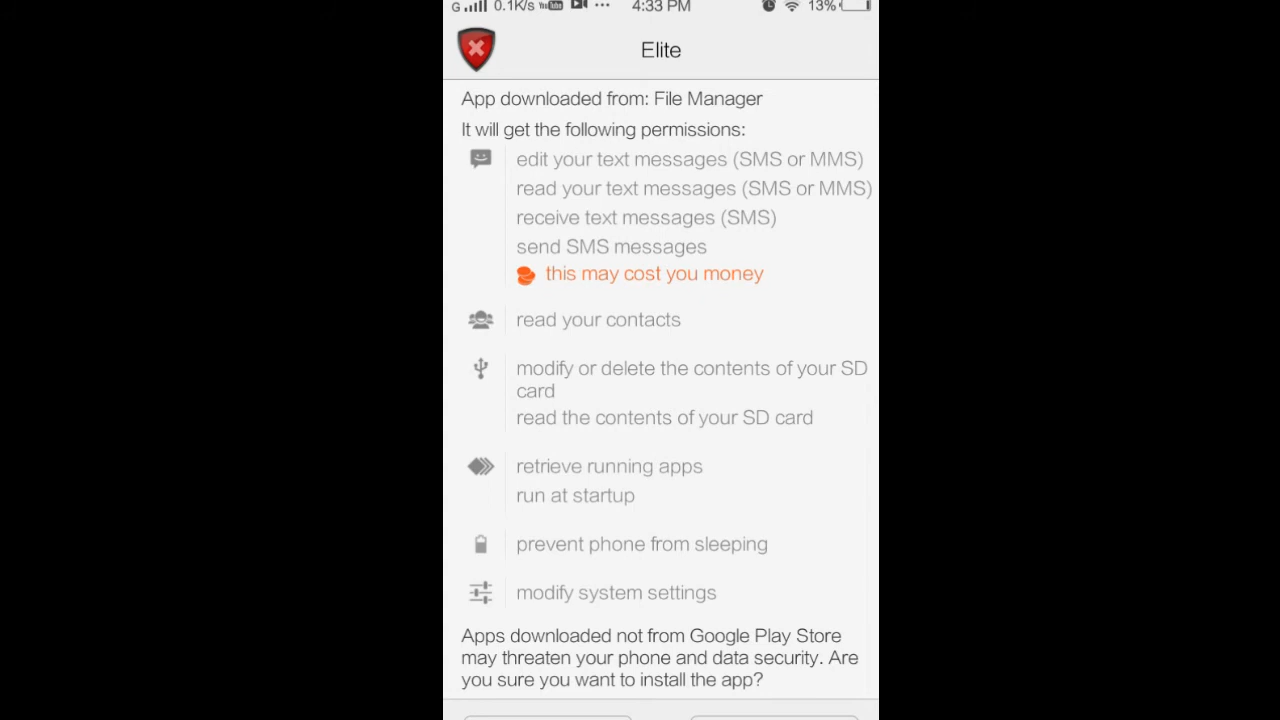 G 0.1K/s You Tube ... 4:33 PM 13%
Elite
App downloaded from: File Manager
It will get the following permissions:
edit your text messages (SMS or MMS)
read your text messages (SMS or MMS)
receive text messages (SMS)
send SMS messages
this may cost you money
read your contacts
modify or delete the contents of your SD
card
read the contents of your SD card
retrieve running apps
run at startup
prevent phone from sleeping
modify system settings
Apps downloaded not from Google Play Store
may threaten your phone and data security. Are
you sure you want to install the app?